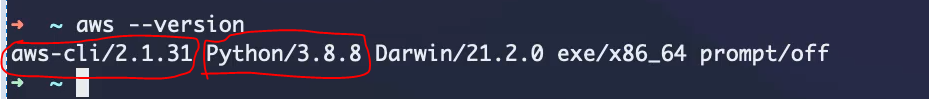 ➜ ~ aws --version
aws-cli/2.1.31 Python/3.8.8 Darwin/21.2.0 exe/x86_64 prompt/off
➜ ~